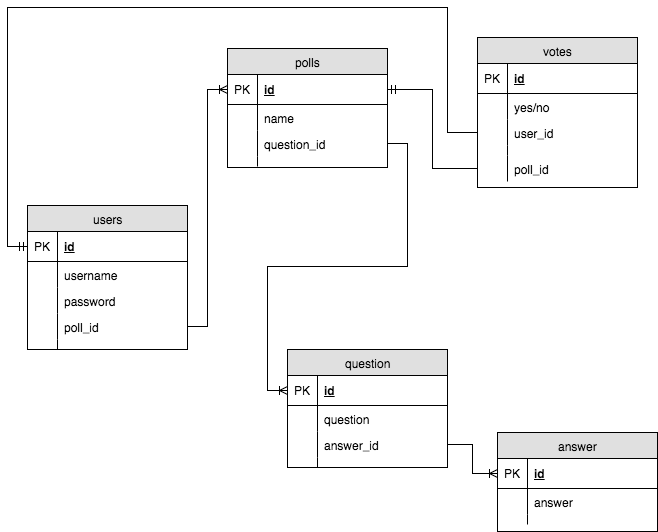 polls
PK id
name
question_id
votes
PK id
yes/no
user_id
poll_id
users
PK id
username
password
poll_id
question
PK id
question
answer_id
answer
PK id
answer